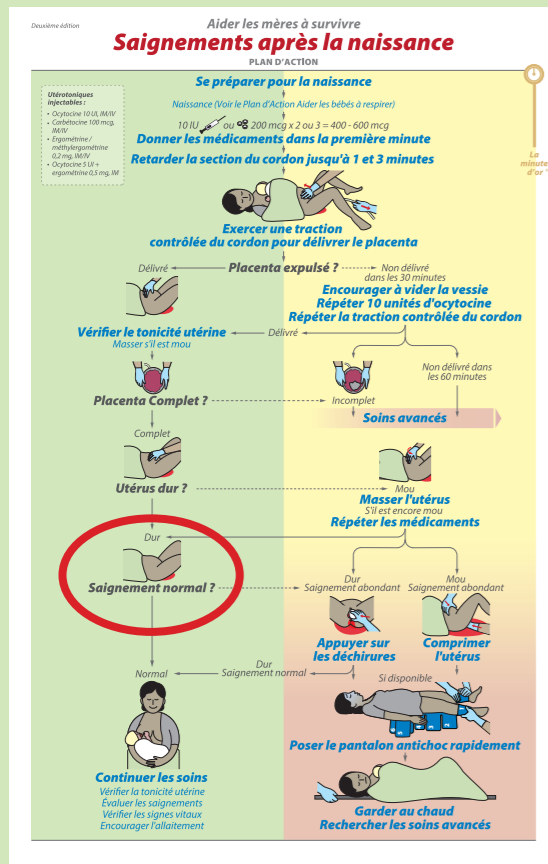 Deuxième édition
Aider les mères à survivre
Saignements après la naissance
PLAN D'ACTION
Utérotoniques
injectables :
• Ocytocine 10 UI, IM/IV
• Carbétocine 100 mcg,
IM/IV
• Ergométrine /
méthylergométrine
0,2 mg, IM/IV
• Ocytocine 5 UI +
ergométrine 0,5 mg, IM
Se préparer pour la naissance
Naissance (Voir le Plan d'Action Aider les bébés à respirer)
10 IU ou 200 mcg x 2 ou 3 = 400 - 600 mcg
Donner les médicaments dans la première minute
Retarder la section du cordon jusqu'à 1 et 3 minutes
La
minute
d'or
Exercer une traction
contrôlée du cordon pour délivrer le placenta
Délivré
Placenta expulsé ?
Non délivré
dans les 30 minutes
Encourager à vider la vessie
Répéter 10 unités d'ocytocine
Répéter la traction contrôlée du cordon
Vérifier le tonicité utérine
Masser s'il est mou
Délivré
Non délivré dans
les 60 minutes
Placenta Complet ?
Incomplet
Soins avancés
Complet
Utérus dur ?
Mou
Masser l'utérus
S'il est encore mou
Répéter les médicaments
Dur
Saignement normal ?
Dur
Saignement abondant
Mou
Saignement abondant
Appuyer sur
les déchirures
Comprimer
l'utérus
Normal
Dur
Saignement normal
Si disponible
Poser le pantalon antichoc rapidement
Continuer les soins
Vérifier la tonicité utérine
Évaluer les saignements
Vérifier les signes vitaux
Encourager l'allaitement
Garder au chaud
Rechercher les soins avancés